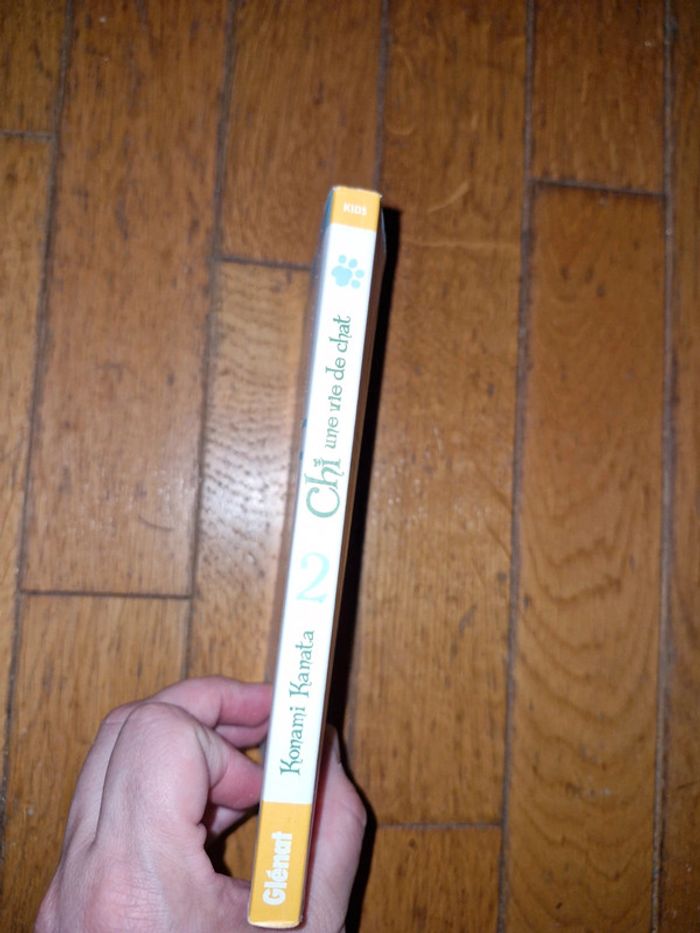 KIDS
Chi une vie de chat
2
Konami Kanata
Glénat